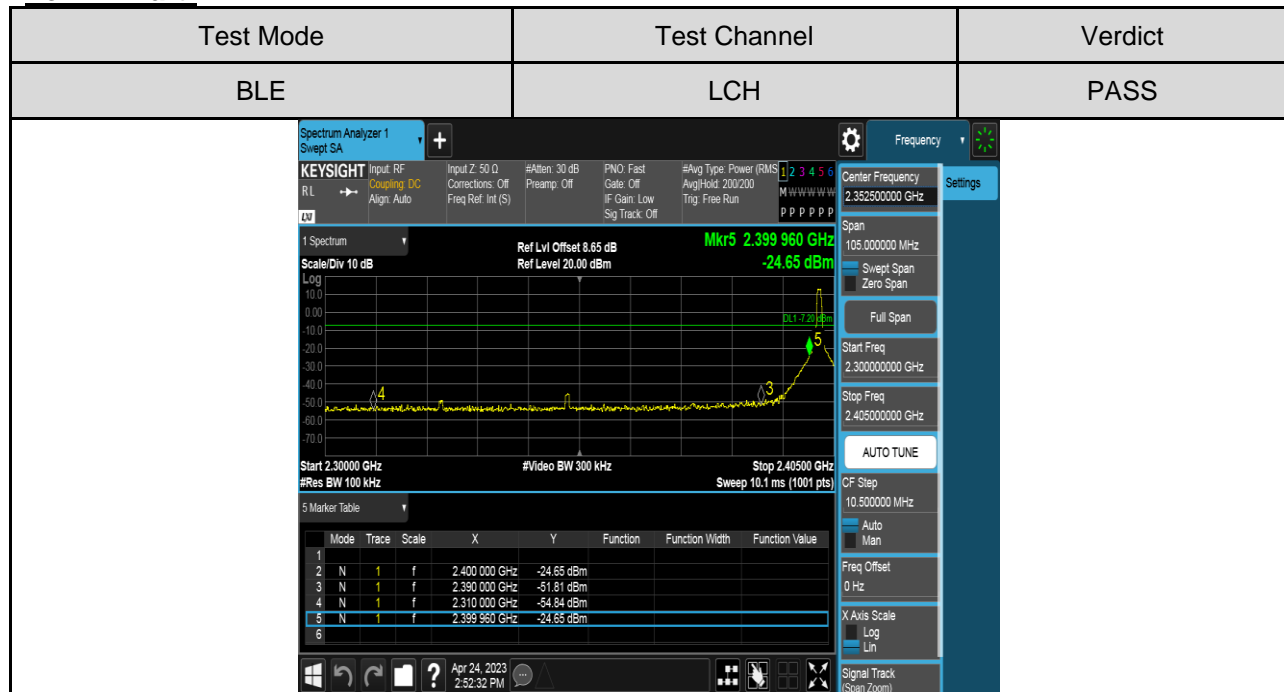 Test Mode Test Channel Verdict
BLE LCH PASS
Spectrum Analyzer 1
Swept SA
+
Frequency
KEYSIGHT Input: RF Input Z: 50 Ω #Atten: 30 dB PNO: Fast #Avg Type: Power (RMS 1 2 3 4 5 6
RL Coupling: DC Corrections: Off Preamp: Off Gate: Off Avg|Hold: 200/200 M W W W W W
Align: Auto Freq Ref: Int (S) IF Gain: Low Trig: Free Run
LXI Sig Track: Off P P P P P P
Center Frequency
2.352500000 GHz
Settings
1 Spectrum Ref Lvl Offset 8.65 dB Mkr5 2.399 960 GHz
Scale/Div 10 dB Ref Level 20.00 dBm -24.65 dBm
Log
10.0
0.00
DL1 -7.20 dBm
-10.0
-20.0
5
-30.0
-40.0
4
3
-50.0
-60.0
-70.0
Start 2.30000 GHz #Video BW 300 kHz Stop 2.40500 GHz
#Res BW 100 kHz Sweep 10.1 ms (1001 pts)
Span
105.000000 MHz
Swept Span
Zero Span
Full Span
Start Freq
2.300000000 GHz
Stop Freq
2.405000000 GHz
AUTO TUNE
CF Step
10.500000 MHz
Auto
Man
Freq Offset
0 Hz
X Axis Scale
Log
Lin
Signal Track
(Span Zoom)
5 Marker Table
Mode Trace Scale X Y Function Function Width Function Value
1
2 N 1 f 2.400 000 GHz -24.65 dBm
3 N 1 f 2.390 000 GHz -51.81 dBm
4 N 1 f 2.310 000 GHz -54.84 dBm
5 N 1 f 2.399 960 GHz -24.65 dBm
6
? Apr 24, 2023
2:52:32 PM